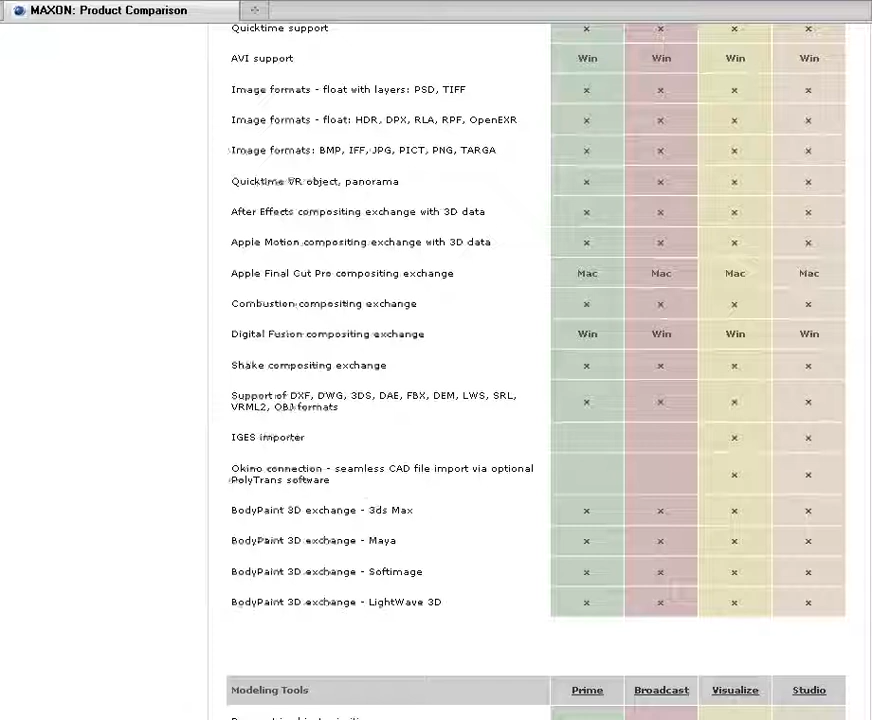 MAXON: Product Comparison
Quicktime support x x x x
AVI support Win Win Win Win
Image formats - float with layers: PSD, TIFF x x x x
Image formats - float: HDR, DPX, RLA, RPF, OpenEXR x x x x
Image formats: BMP, IFF, JPG, PICT, PNG, TARGA x x x x
Quicktime VR object, panorama x x x x
After Effects compositing exchange with 3D data x x x x
Apple Motion compositing exchange with 3D data x x x x
Apple Final Cut Pro compositing exchange Mac Mac Mac Mac
Combustion compositing exchange x x x x
Digital Fusion compositing exchange Win Win Win Win
Shake compositing exchange x x x x
Support of DXF, DWG, 3DS, DAE, FBX, DEM, LWS, SRL,
VRML2, OBJ formats x x x x
IGES importer x x
Okino connection - seamless CAD file import via optional
PolyTrans software x x
BodyPaint 3D exchange - 3ds Max x x x x
BodyPaint 3D exchange - Maya x x x x
BodyPaint 3D exchange - Softimage x x x x
BodyPaint 3D exchange - LightWave 3D x x x x
Modeling Tools Prime Broadcast Visualize Studio